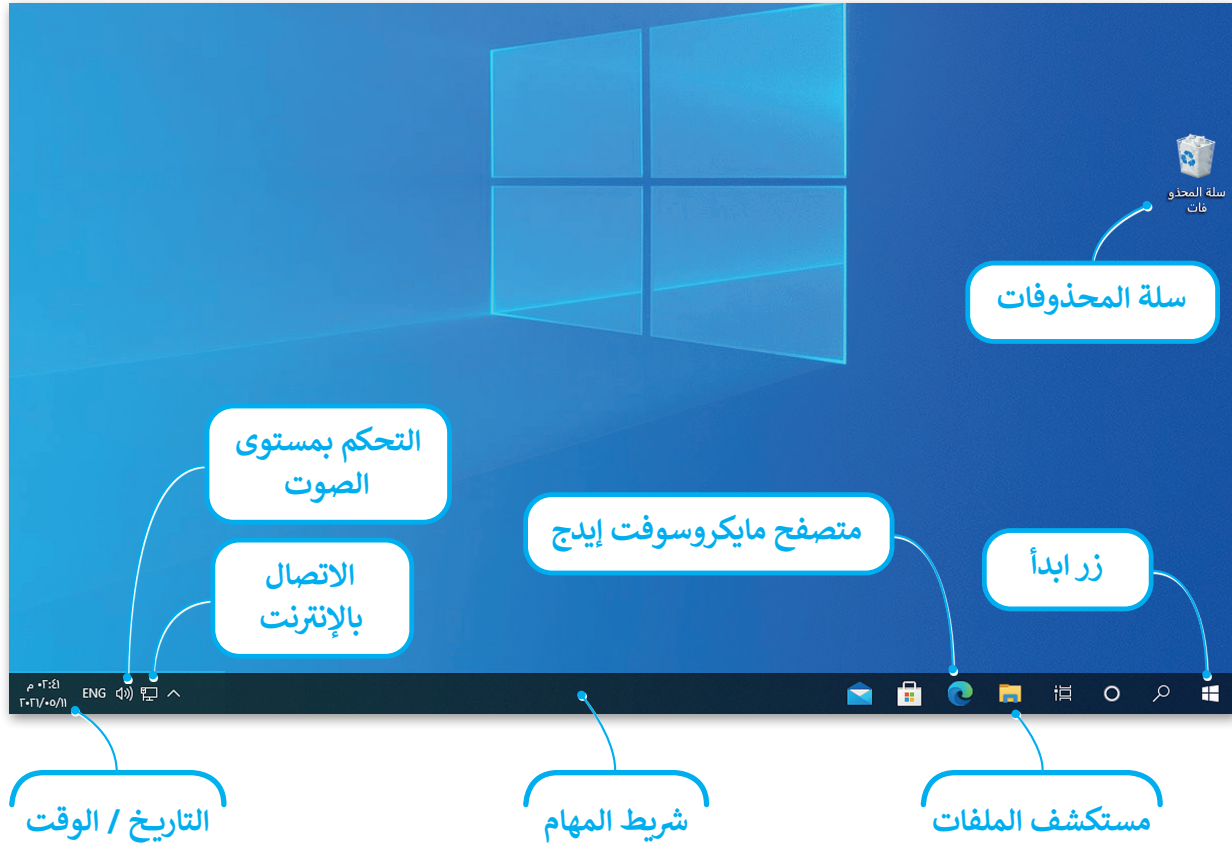 سلة المحذو
فات
سلة المحذوفات
التحكم بمستوى
الصوت
متصفح مايكروسوفت إيدج
زر ابدأ
الاتصال
بالإنترنت
٠٢:٤١ م
ENG
٢٠٢١/٠٥/١١
مستكشف الملفات
شريط المهام
التاريخ / الوقت